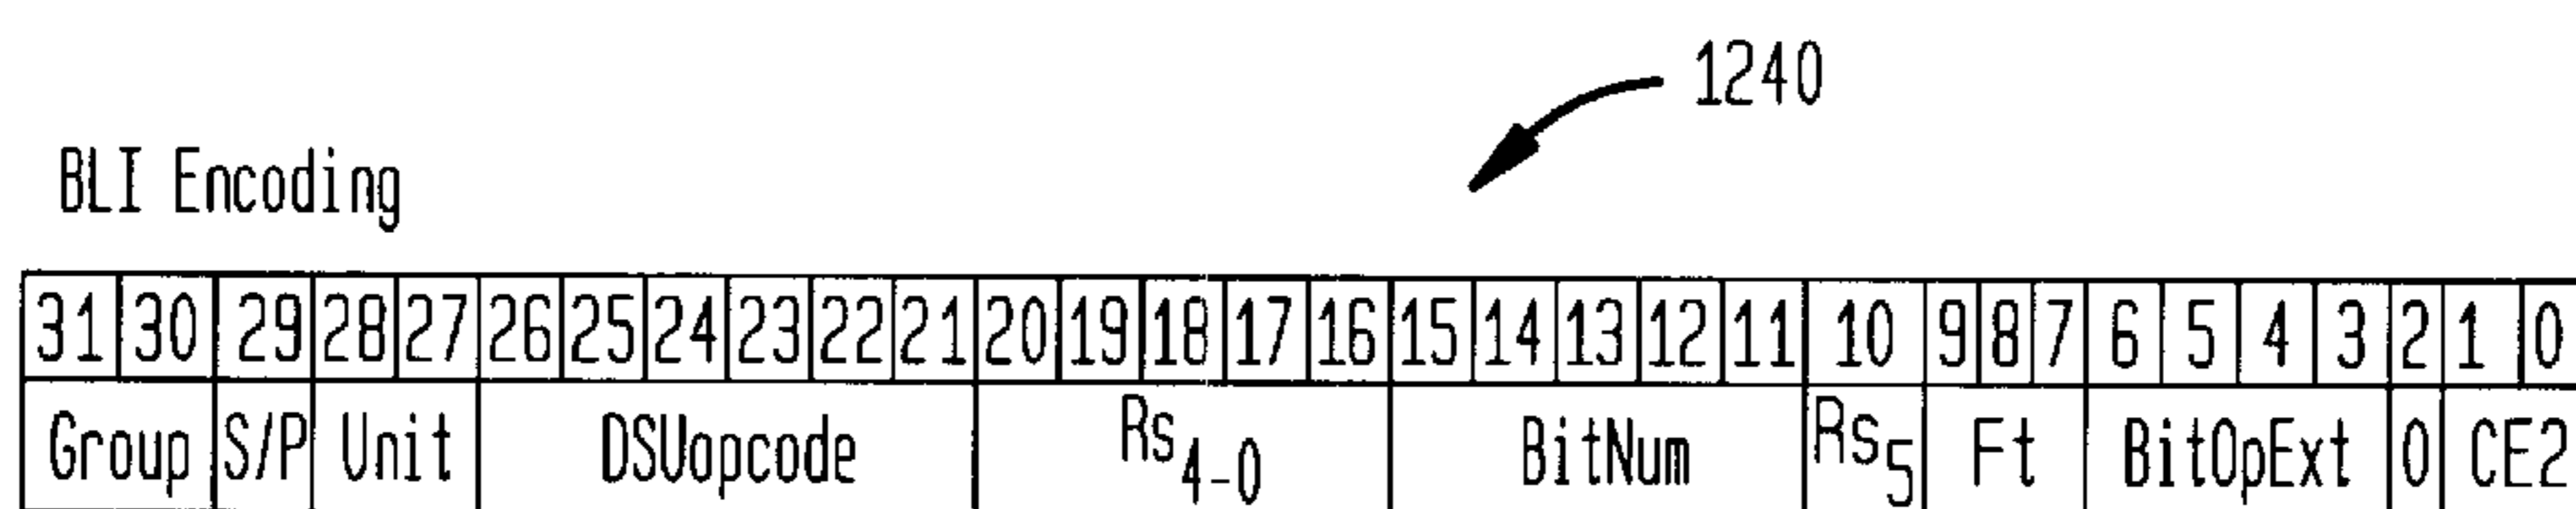 1240
BLI Encoding
31 30 29 28 27 26 25 24 23 22 21 20 19 18 17 16 15 14 13 12 11 10 9 8 7 6 5 4 3 2 1 0
Group S/P Unit DSUopcode Rs4-0 BitNum Rs5 Ft BitOpExt 0 CE2